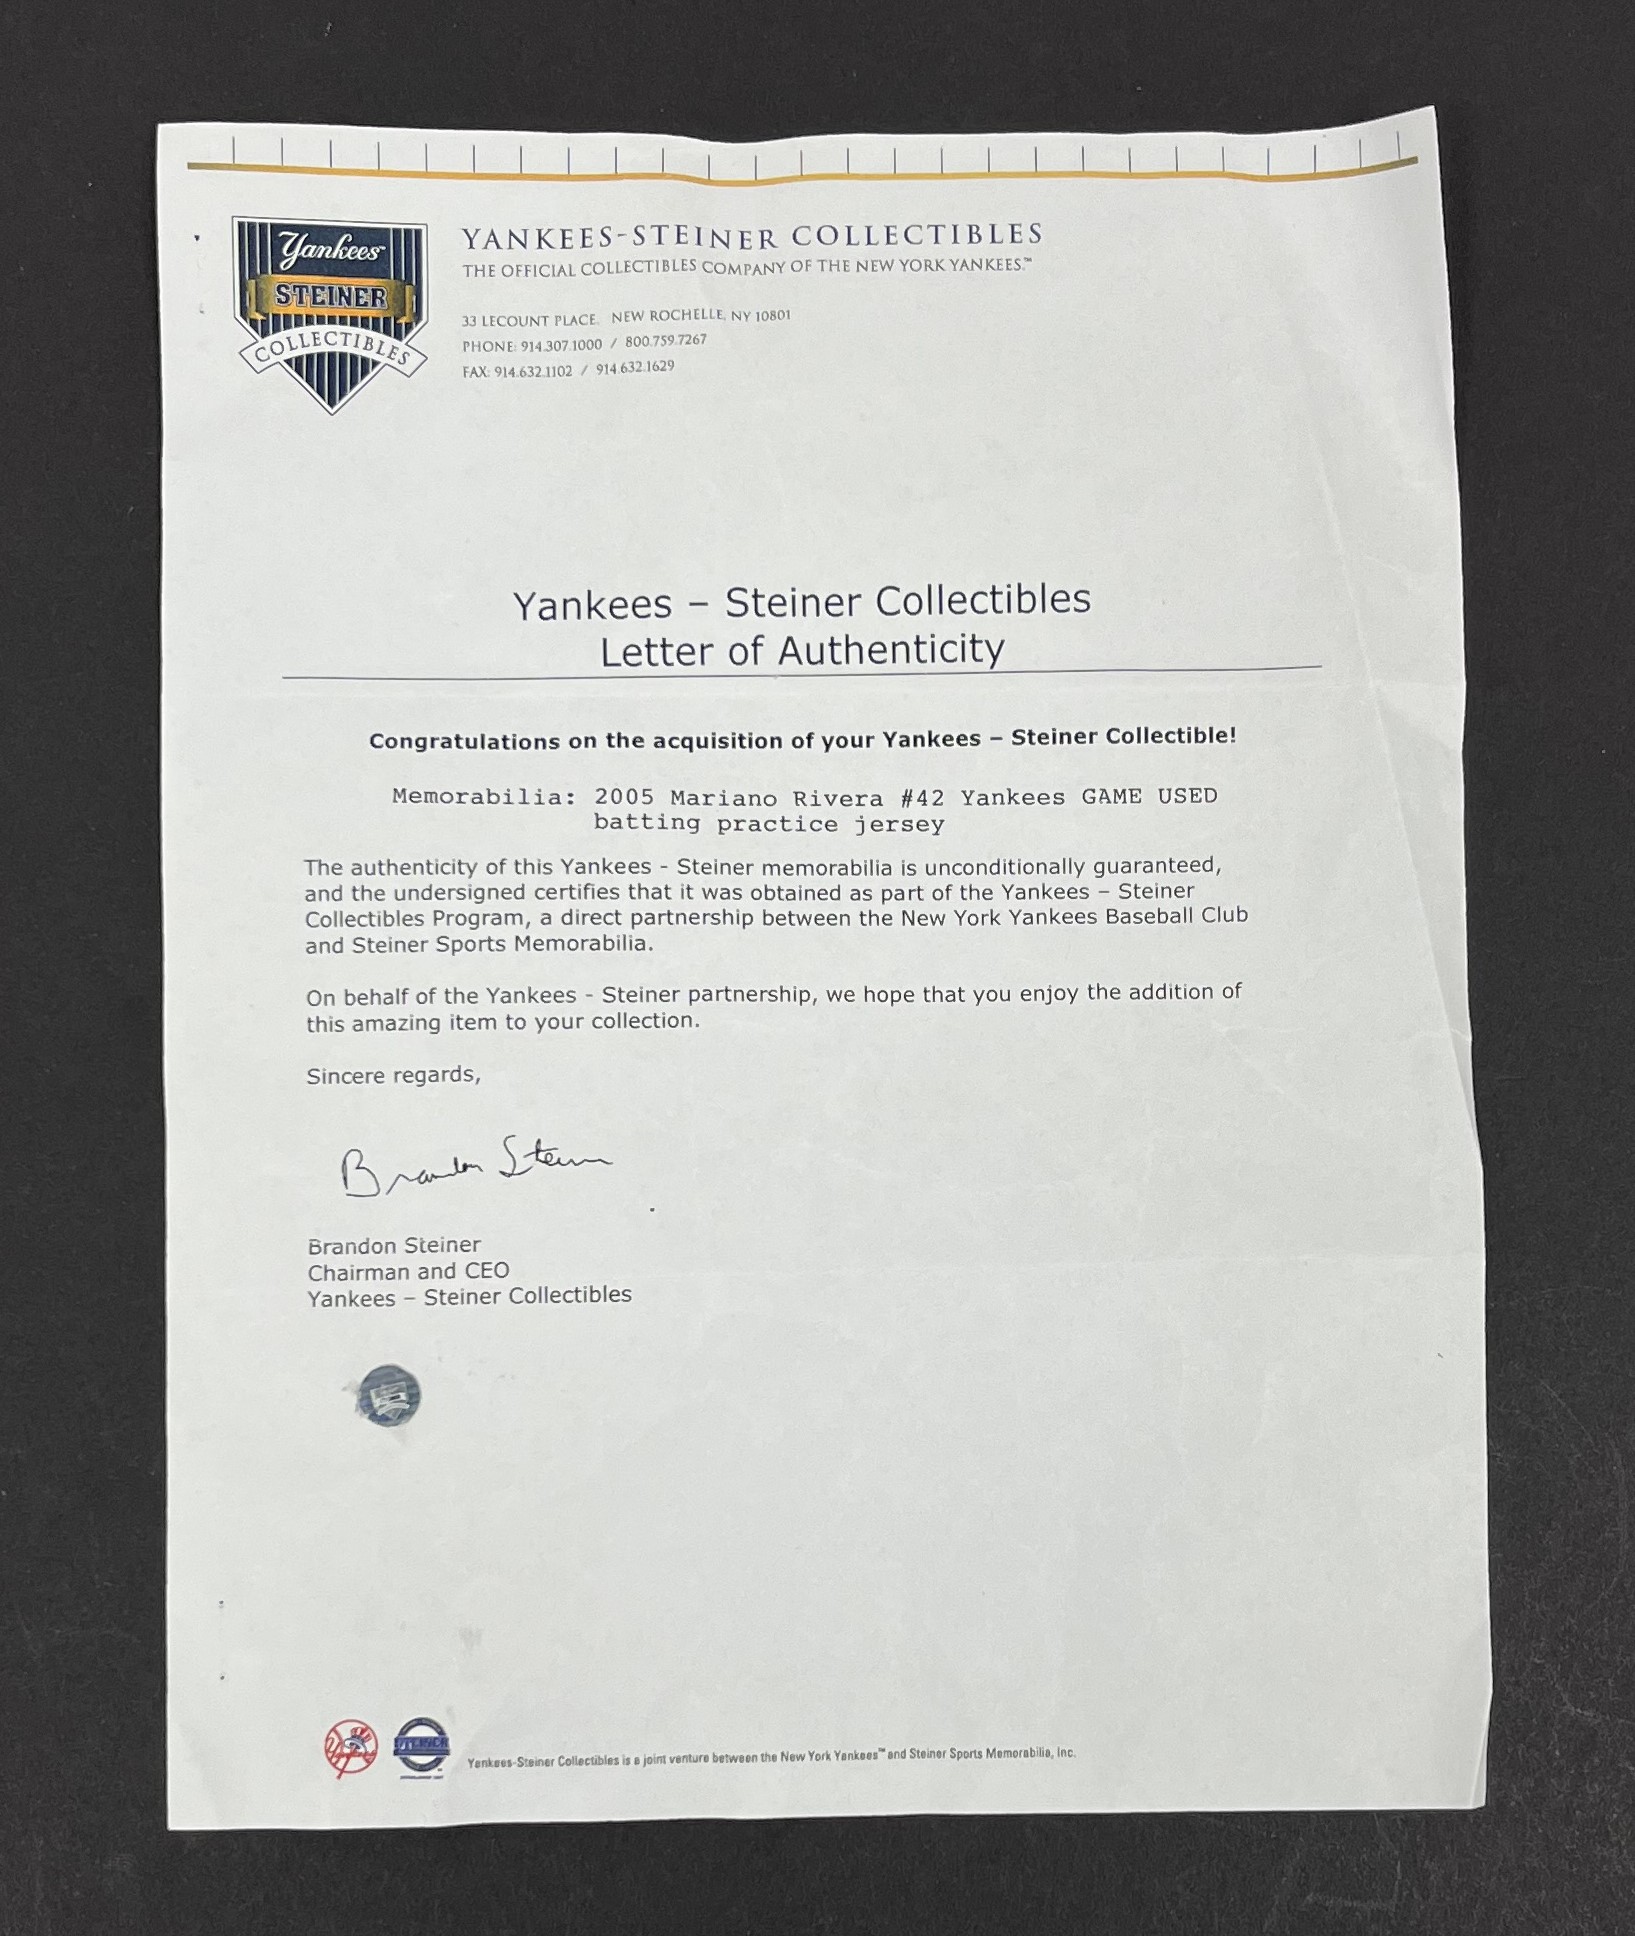 Yankees
STEINER
COLLECTIBLES
YANKEES-STEINER COLLECTIBLES
THE OFFICIAL COLLECTIBLES COMPANY OF THE NEW YORK YANKEES.™
33 LECOUNT PLACE. NEW ROCHELLE, NY 10801
PHONE: 914.307.1000 / 800.759.7267
FAX: 914.632.1102 / 914.632.1629
Yankees – Steiner Collectibles
Letter of Authenticity
Congratulations on the acquisition of your Yankees – Steiner Collectible!
Memorabilia: 2005 Mariano Rivera #42 Yankees GAME USED
batting practice jersey
The authenticity of this Yankees - Steiner memorabilia is unconditionally guaranteed,
and the undersigned certifies that it was obtained as part of the Yankees – Steiner
Collectibles Program, a direct partnership between the New York Yankees Baseball Club
and Steiner Sports Memorabilia.
On behalf of the Yankees - Steiner partnership, we hope that you enjoy the addition of
this amazing item to your collection.
Sincere regards,
Brandon Steiner
Brandon Steiner
Chairman and CEO
Yankees – Steiner Collectibles
Yankees
STEINER
Yankees-Steiner Collectibles is a joint venture between the New York Yankees™ and Steiner Sports Memorabilia, Inc.